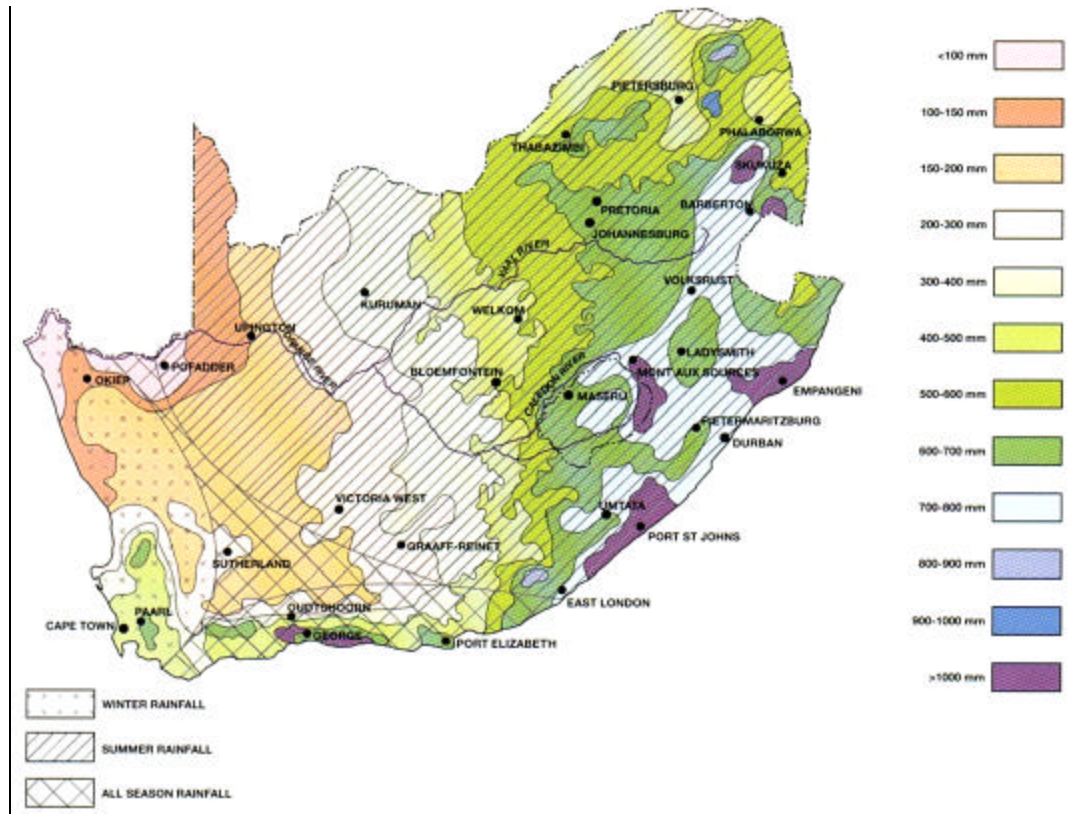 <100 mm
100-150 mm
150-200 mm
200-300 mm
300-400 mm
400-500 mm
500-600 mm
600-700 mm
700-800 mm
800-900 mm
900-1000 mm
>1000 mm
PIETERSBURG
PHALABORWA
THABAZIMBI
SKUKUZA
PRETORIA
BARBERTON
JOHANNESBURG
VAAL RIVER
VOLKSRUST
KURUMAN
WELKOM
UPINGTON
ORANGE RIVER
LADYSMITH
POFADDER
OKIEP
BLOEMFONTEIN
CALEDON RIVER
MONT AUX SOURCES
MASERU
EMPANGENI
PIETERMARITZBURG
DURBAN
VICTORIA WEST
UMTATA
PORT ST JOHNS
GRAAFF-REINET
SUTHERLAND
EAST LONDON
OUDTSHOORN
PAARL
CAPE TOWN
GEORGE
PORT ELIZABETH
WINTER RAINFALL
SUMMER RAINFALL
ALL SEASON RAINFALL